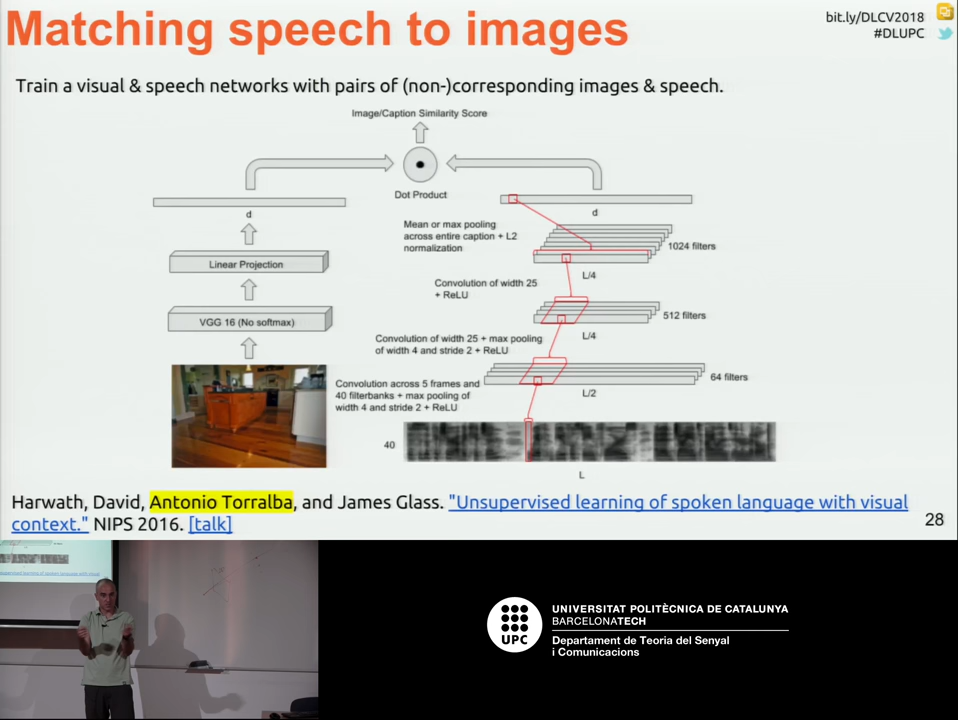 Matching speech to images
bit.ly/DLCV2018
#DLUPC
Train a visual & speech networks with pairs of (non-)corresponding images & speech.
Image/Caption Similarity Score
Dot Product
d
d
Mean or max pooling
across entire caption + L2
normalization
1024 filters
Linear Projection
L/4
Convolution of width 25
+ ReLU
VGG 16 (No softmax)
512 filters
L/4
Convolution of width 25 + max pooling
of width 4 and stride 2 + ReLU
64 filters
L/2
Convolution across 5 frames and
40 filterbanks + max pooling of
width 4 and stride 2 + ReLU
40
L
Harwath, David, Antonio Torralba, and James Glass. "Unsupervised learning of spoken language with visual
context." NIPS 2016. [talk]
28
UPC
UNIVERSITAT POLITÈCNICA DE CATALUNYA
BARCELONATECH
Departament de Teoria del Senyal
i Comunicacions